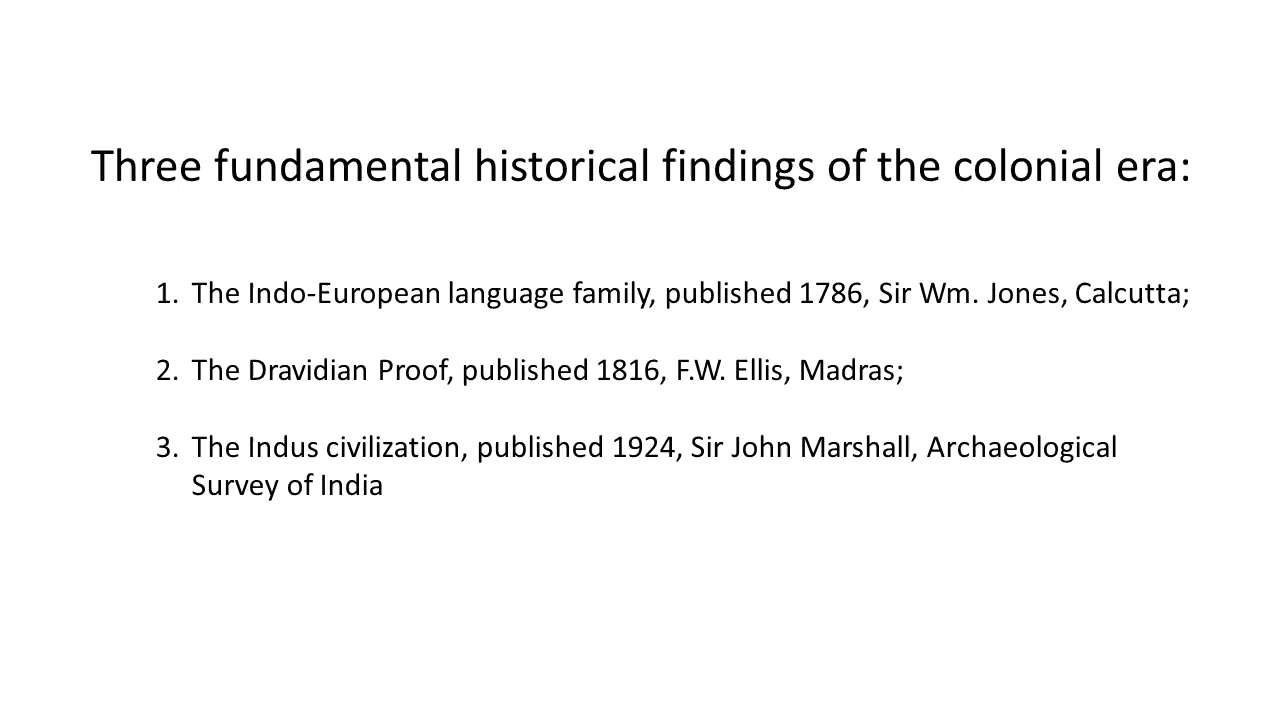 Three fundamental historical findings of the colonial era:
1. The Indo-European language family, published 1786, Sir Wm. Jones, Calcutta;
2. The Dravidian Proof, published 1816, F.W. Ellis, Madras;
3. The Indus civilization, published 1924, Sir John Marshall, Archaeological
Survey of India